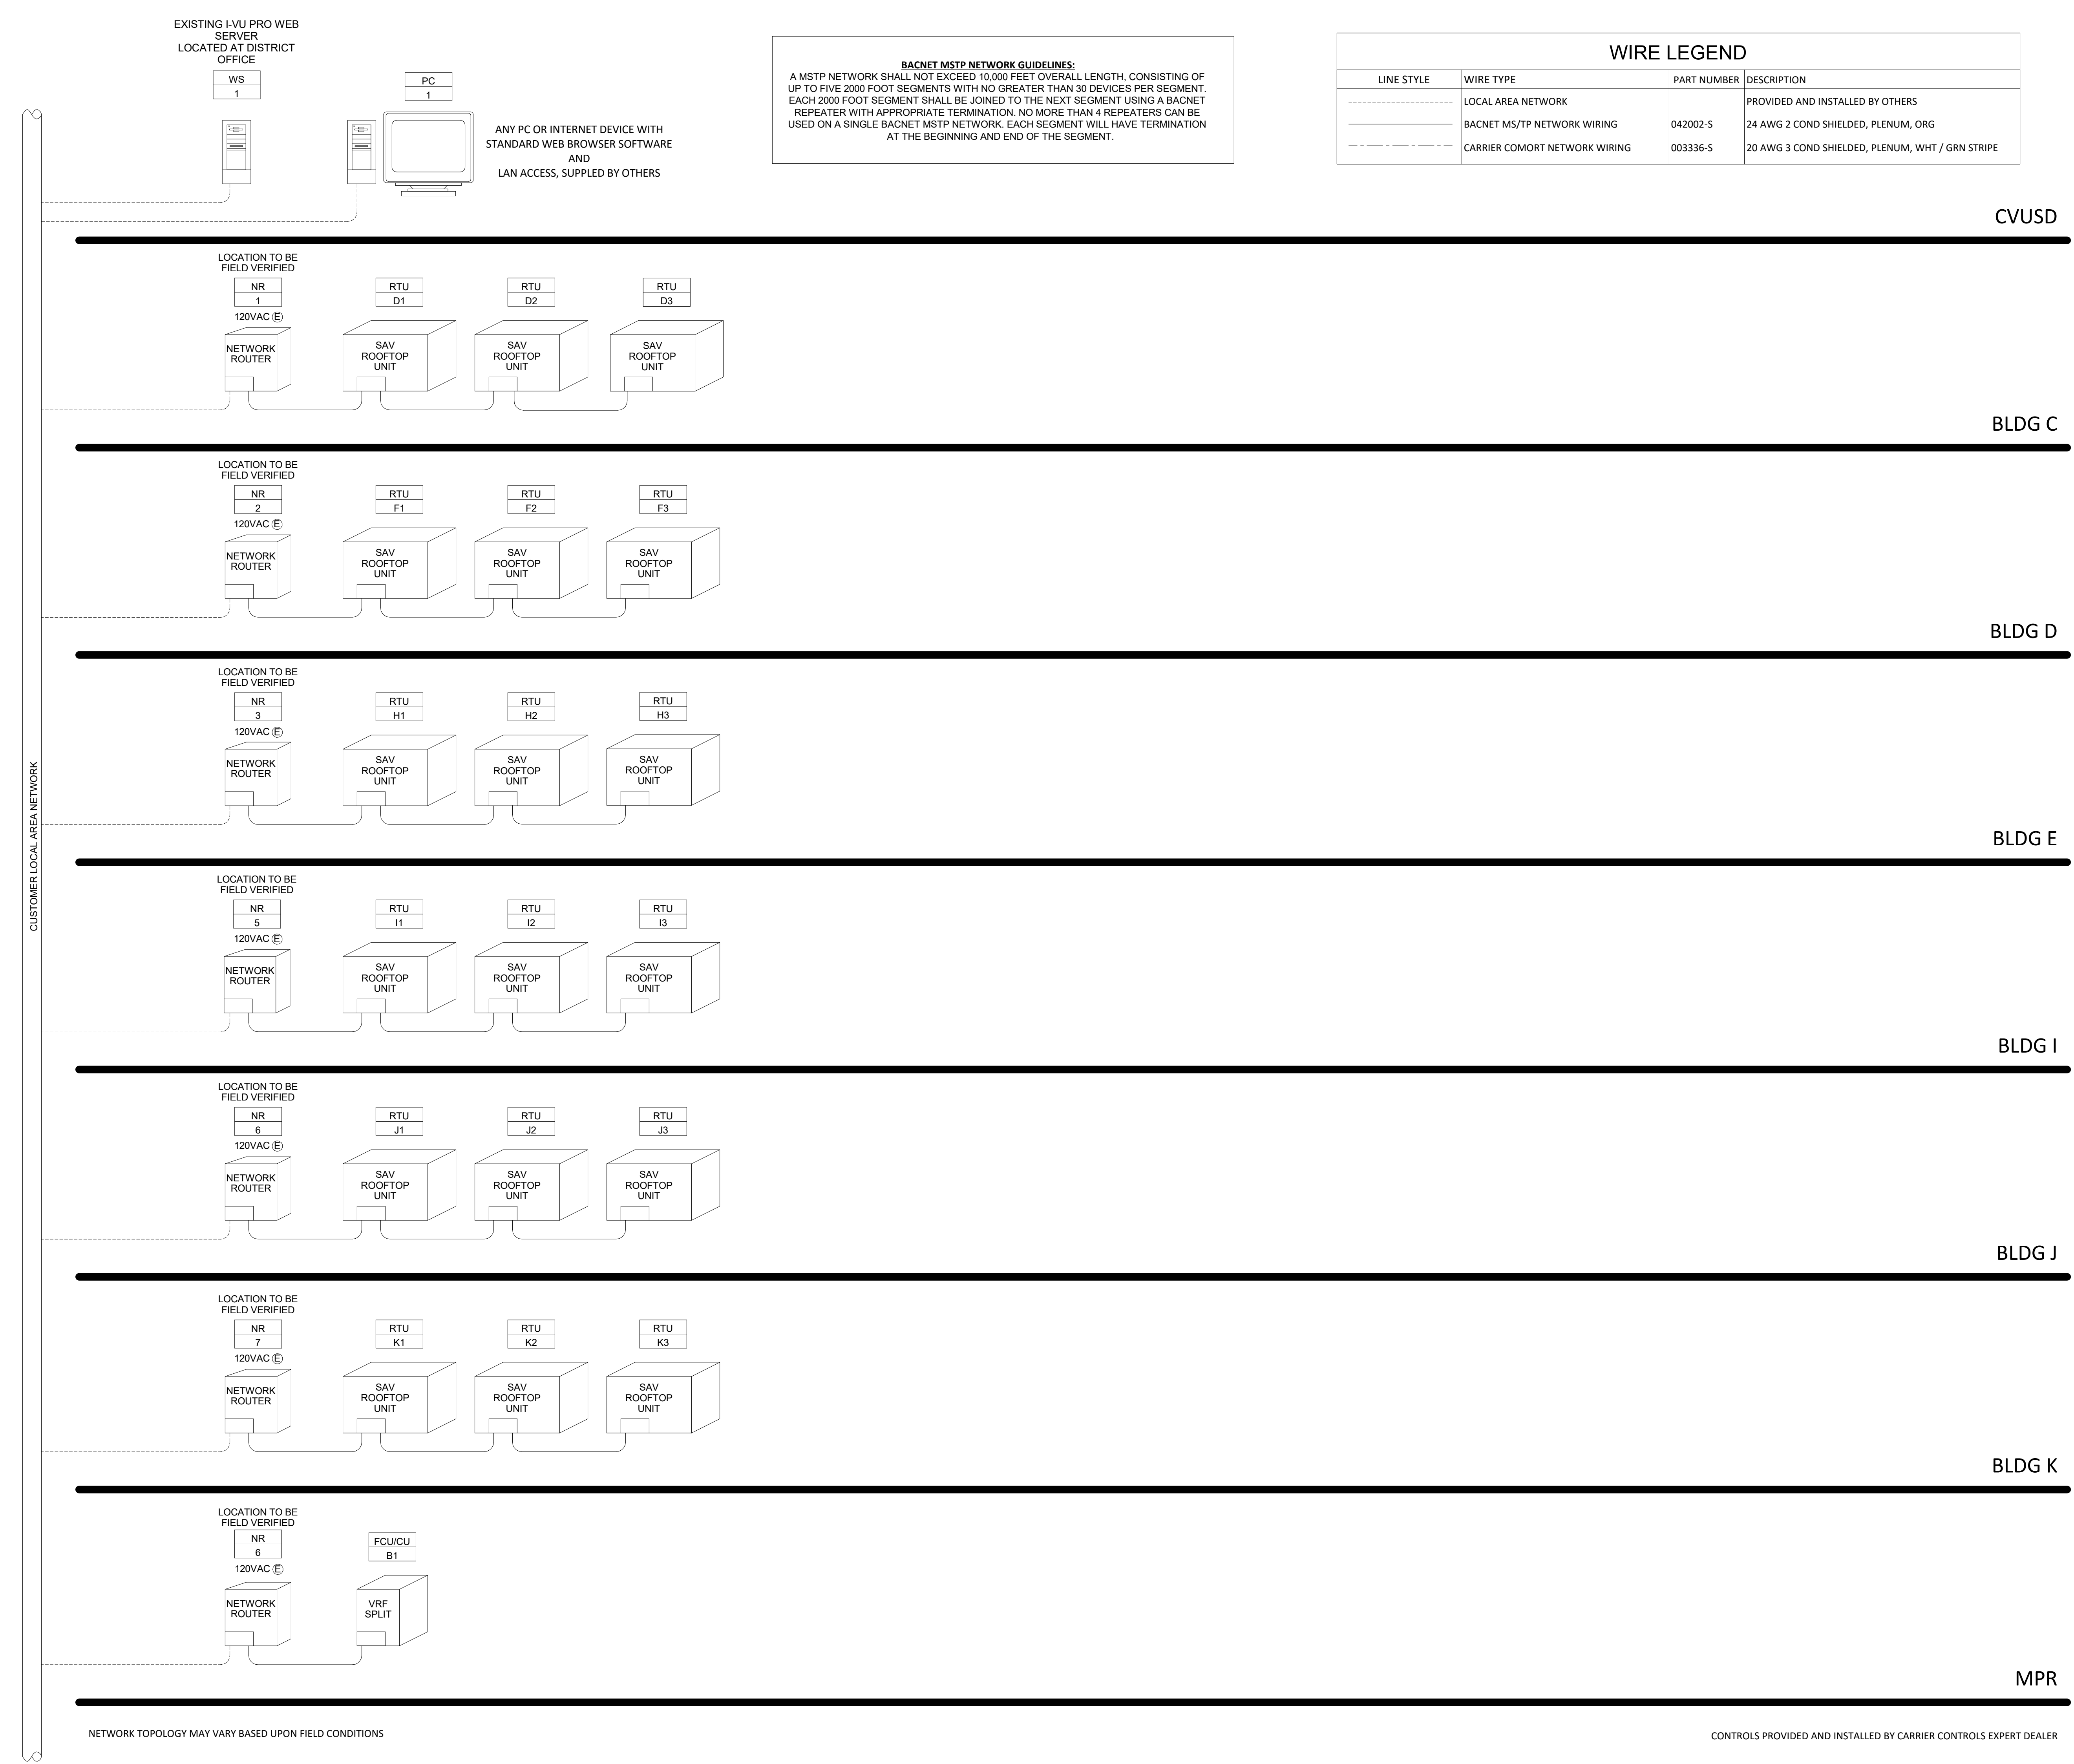 EXISTING I-VU PRO WEB
SERVER
LOCATED AT DISTRICT
OFFICE
WS
1
PC
1
ANY PC OR INTERNET DEVICE WITH
STANDARD WEB BROWSER SOFTWARE
AND
LAN ACCESS, SUPPLED BY OTHERS
BACNET MSTP NETWORK GUIDELINES:
A MSTP NETWORK SHALL NOT EXCEED 10,000 FEET OVERALL LENGTH, CONSISTING OF
UP TO FIVE 2000 FOOT SEGMENTS WITH NO GREATER THAN 30 DEVICES PER SEGMENT.
EACH 2000 FOOT SEGMENT SHALL BE JOINED TO THE NEXT SEGMENT USING A BACNET
REPEATER WITH APPROPRIATE TERMINATION. NO MORE THAN 4 REPEATERS CAN BE
USED ON A SINGLE BACNET MSTP NETWORK. EACH SEGMENT WILL HAVE TERMINATION
AT THE BEGINNING AND END OF THE SEGMENT.
WIRE LEGEND
LINE STYLE WIRE TYPE PART NUMBER DESCRIPTION
LOCAL AREA NETWORK PROVIDED AND INSTALLED BY OTHERS
BACNET MS/TP NETWORK WIRING 042002-S 24 AWG 2 COND SHIELDED, PLENUM, ORG
CARRIER COMORT NETWORK WIRING 003336-S 20 AWG 3 COND SHIELDED, PLENUM, WHT / GRN STRIPE
CVUSD
CUSTOMER LOCAL AREA NETWORK
LOCATION TO BE
FIELD VERIFIED
NR RTU RTU RTU
1 D1 D2 D3
120VAC E
NETWORK
ROUTER
SAV
ROOFTOP
UNIT
SAV
ROOFTOP
UNIT
SAV
ROOFTOP
UNIT
BLDG C
LOCATION TO BE
FIELD VERIFIED
NR RTU RTU RTU
2 F1 F2 F3
120VAC E
NETWORK
ROUTER
SAV
ROOFTOP
UNIT
SAV
ROOFTOP
UNIT
SAV
ROOFTOP
UNIT
BLDG D
LOCATION TO BE
FIELD VERIFIED
NR RTU RTU RTU
3 H1 H2 H3
120VAC E
NETWORK
ROUTER
SAV
ROOFTOP
UNIT
SAV
ROOFTOP
UNIT
SAV
ROOFTOP
UNIT
BLDG E
LOCATION TO BE
FIELD VERIFIED
NR RTU RTU RTU
5 I1 I2 I3
120VAC E
NETWORK
ROUTER
SAV
ROOFTOP
UNIT
SAV
ROOFTOP
UNIT
SAV
ROOFTOP
UNIT
BLDG I
LOCATION TO BE
FIELD VERIFIED
NR RTU RTU RTU
6 J1 J2 J3
120VAC E
NETWORK
ROUTER
SAV
ROOFTOP
UNIT
SAV
ROOFTOP
UNIT
SAV
ROOFTOP
UNIT
BLDG J
LOCATION TO BE
FIELD VERIFIED
NR RTU RTU RTU
7 K1 K2 K3
120VAC E
NETWORK
ROUTER
SAV
ROOFTOP
UNIT
SAV
ROOFTOP
UNIT
SAV
ROOFTOP
UNIT
BLDG K
LOCATION TO BE
FIELD VERIFIED
NR FCU/CU
6 B1
120VAC E
NETWORK
ROUTER
VRF
SPLIT
MPR
NETWORK TOPOLOGY MAY VARY BASED UPON FIELD CONDITIONS
CONTROLS PROVIDED AND INSTALLED BY CARRIER CONTROLS EXPERT DEALER